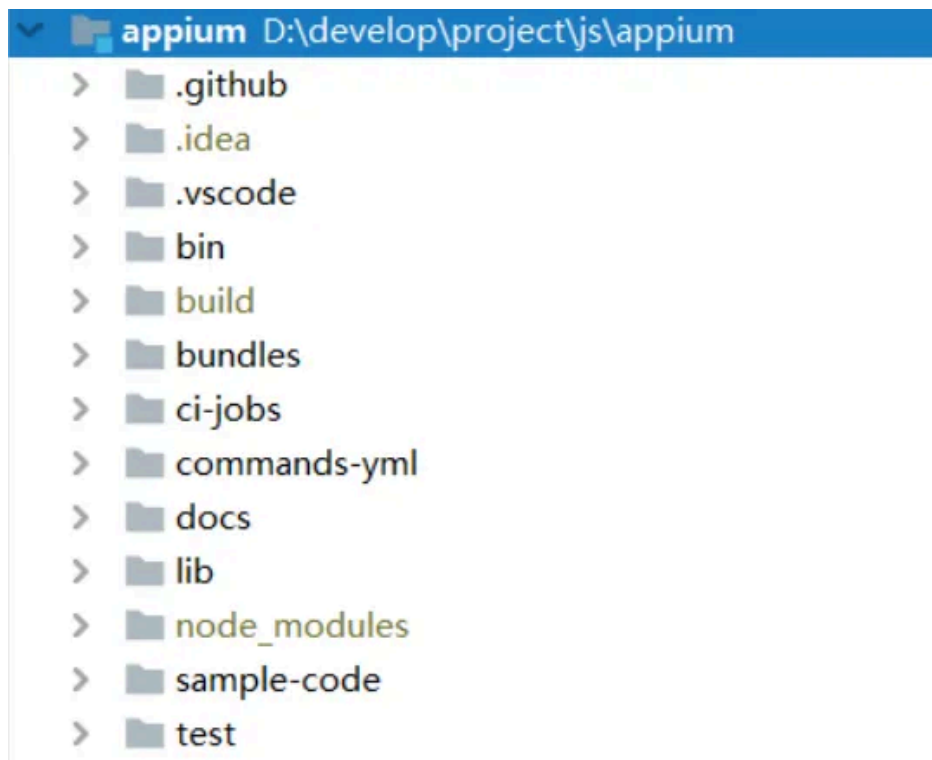 appium D:\develop\project\js\appium
.github
.idea
.vscode
bin
build
bundles
ci-jobs
commands-yml
docs
lib
node_modules
sample-code
test